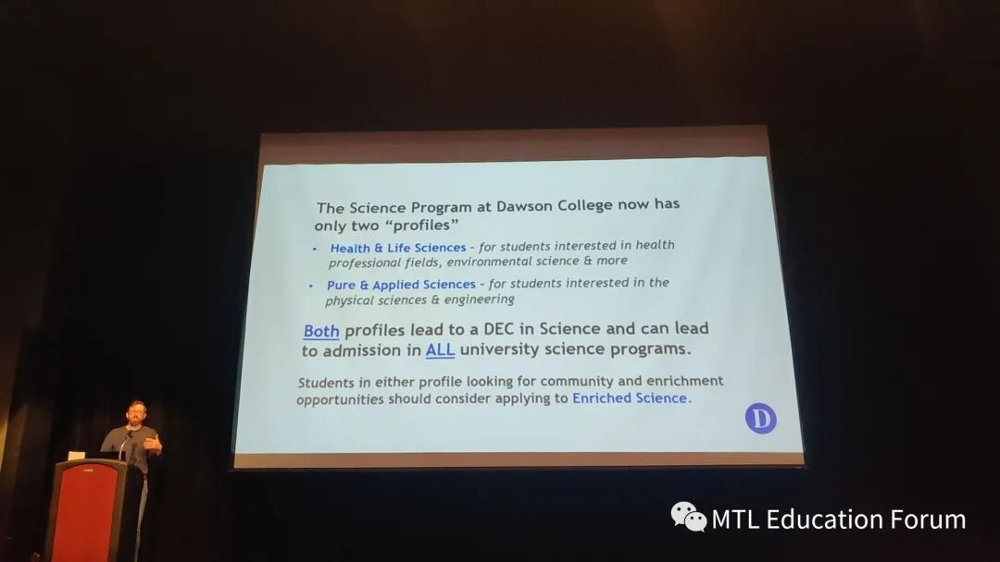 The Science Program at Dawson College now has
only two “profiles”
• Health & Life Sciences – for students interested in health
professional fields, environmental science & more
• Pure & Applied Sciences – for students interested in the
physical sciences & engineering
Both profiles lead to a DEC in Science and can lead
to admission in ALL university science programs.
Students in either profile looking for community and enrichment
opportunities should consider applying to Enriched Science.
D
MTL Education Forum